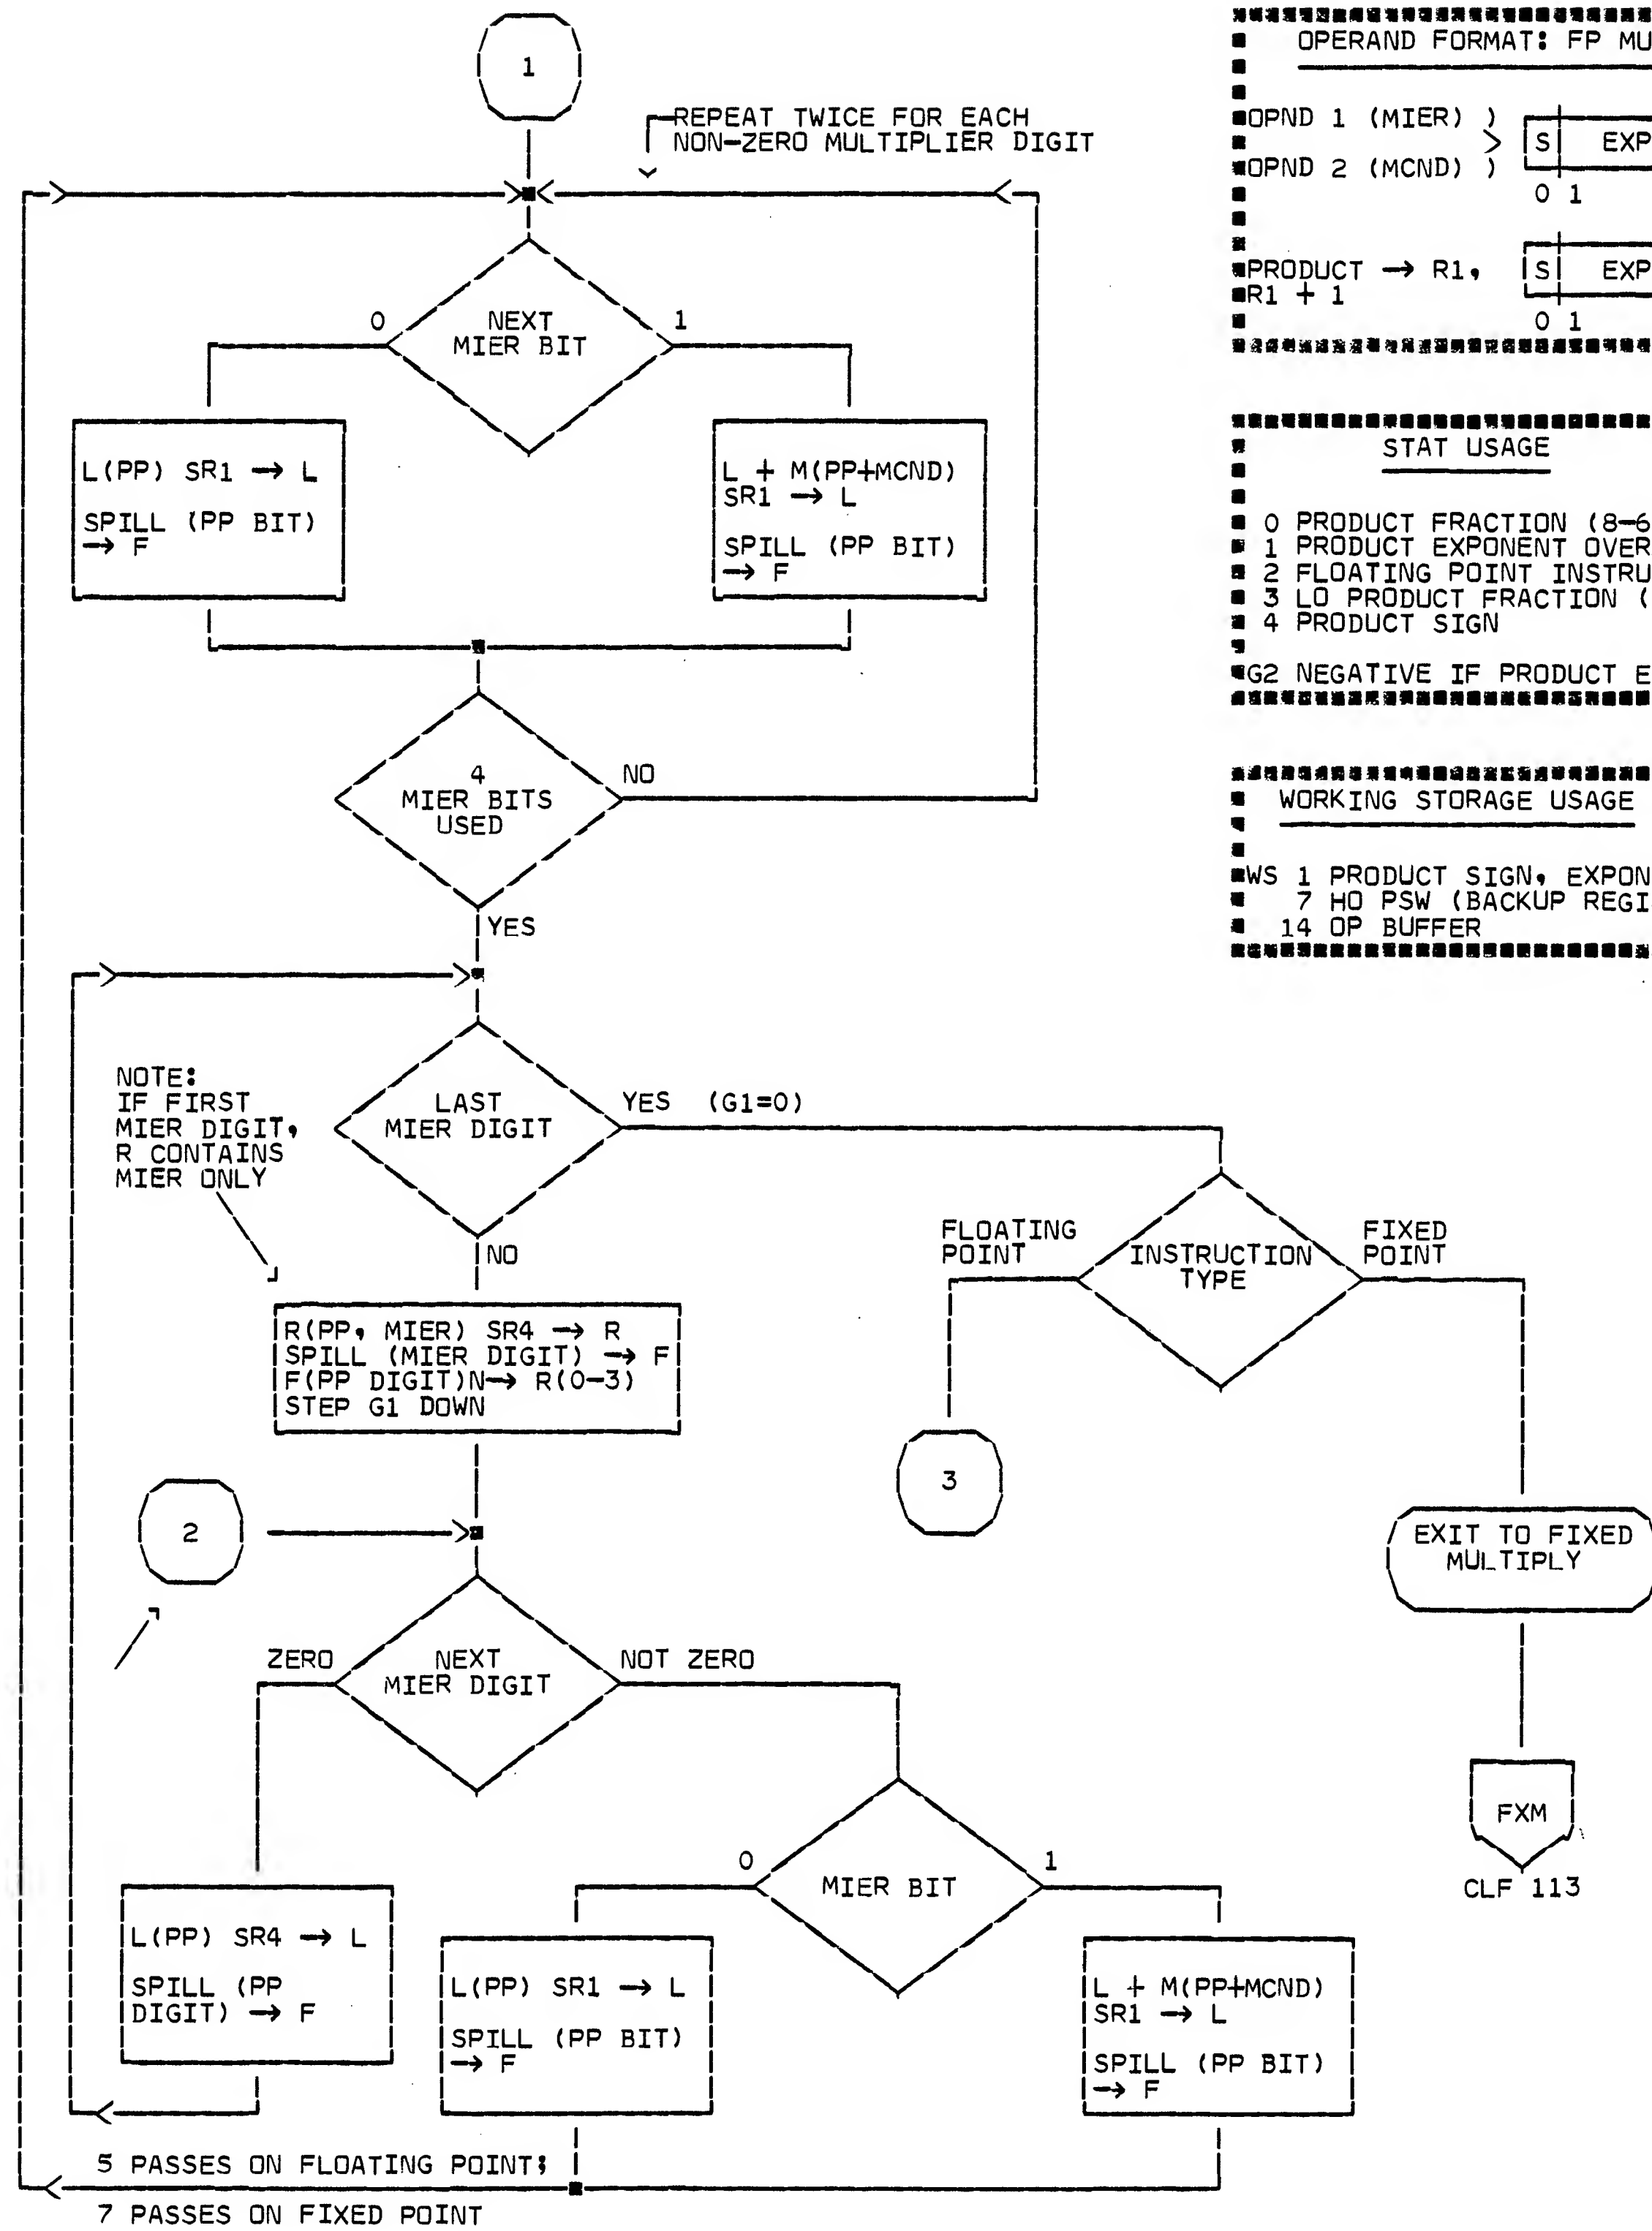 1
REPEAT TWICE FOR EACH
NON-ZERO MULTIPLIER DIGIT
0
NEXT
MIER BIT
1
L(PP) SR1 → L
SPILL (PP BIT)
→ F
L + M(PP+MCND)
SR1 → L
SPILL (PP BIT)
→ F
4
MIER BITS
USED
NO
YES
NOTE:
IF FIRST
MIER DIGIT,
R CONTAINS
MIER ONLY
LAST
MIER DIGIT
YES (G1=0)
NO
R(PP, MIER) SR4 → R
SPILL (MIER DIGIT) → F
F(PP DIGIT)N→ R(0-3)
STEP G1 DOWN
FLOATING
POINT
INSTRUCTION
TYPE
FIXED
POINT
3
EXIT TO FIXED
MULTIPLY
FXM
CLF 113
2
ZERO
NEXT
MIER DIGIT
NOT ZERO
0
MIER BIT
1
L(PP) SR4 → L
SPILL (PP
DIGIT) → F
L(PP) SR1 → L
SPILL (PP BIT)
→ F
L + M(PP+MCND)
SR1 → L
SPILL (PP BIT)
→ F
5 PASSES ON FLOATING POINT;
7 PASSES ON FIXED POINT
OPERAND FORMAT: FP MU
OPND 1 (MIER) )
> S EXP
OPND 2 (MCND) )
0 1
PRODUCT → R1, S EXP
R1 + 1
0 1
STAT USAGE
0 PRODUCT FRACTION (8-6
1 PRODUCT EXPONENT OVER
2 FLOATING POINT INSTRU
3 LO PRODUCT FRACTION (
4 PRODUCT SIGN
G2 NEGATIVE IF PRODUCT E
WORKING STORAGE USAGE
WS 1 PRODUCT SIGN, EXPON
7 HO PSW (BACKUP REGI
14 OP BUFFER